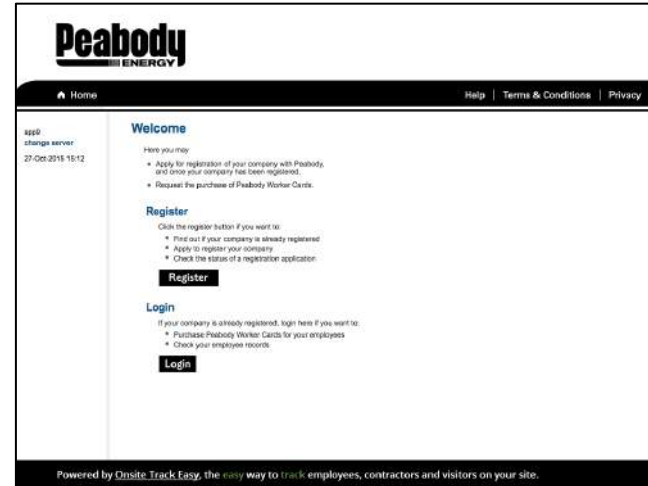 Peabody
ENERGY
Home
Help | Terms & Conditions | Privacy
app9
change server
27-Oct-2015 15:12
Welcome
Here you may
Apply for registration of your company with Peabody,
and once your company has been registered,
Request the purchase of Peabody Worker Cards.
Register
Click the register button if you want to:
Find out if your company is already registered
Apply to register your company
Check the status of a registration application
Register
Login
If your company is already registered, login here if you want to:
Purchase Peabody Worker Cards for your employees
Check your employee records
Login
Powered by Onsite Track Easy, the easy way to track employees, contractors and visitors on your site.